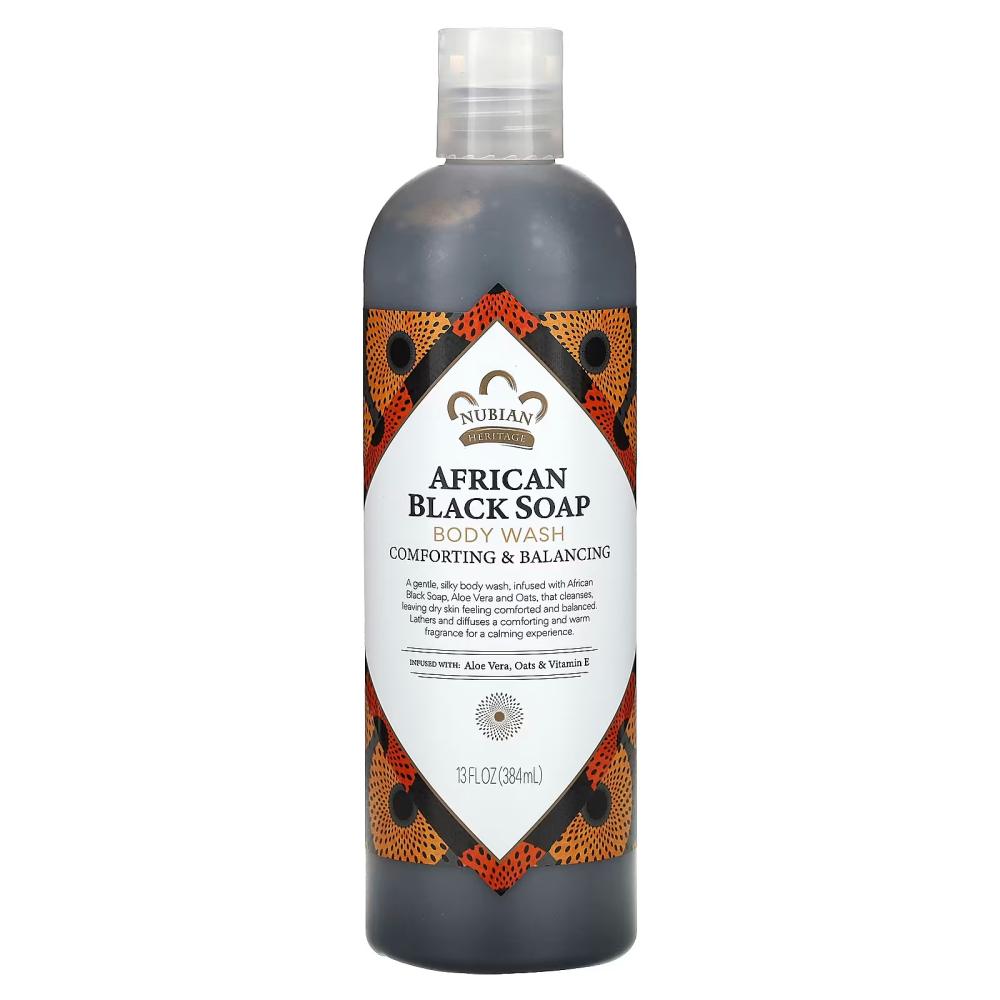 NUBIAN
HERITAGE
AFRICAN
BLACK SOAP
BODY WASH
COMFORTING & BALANCING
A gentle, silky body wash, infused with African
Black Soap, Aloe Vera and Oats, that cleanses,
leaving dry skin feeling comforted and balanced.
Lathers and diffuses a comforting and warm
fragrance for a calming experience.
INFUSED WITH: Aloe Vera, Oats & Vitamin E
13 FL OZ (384mL)